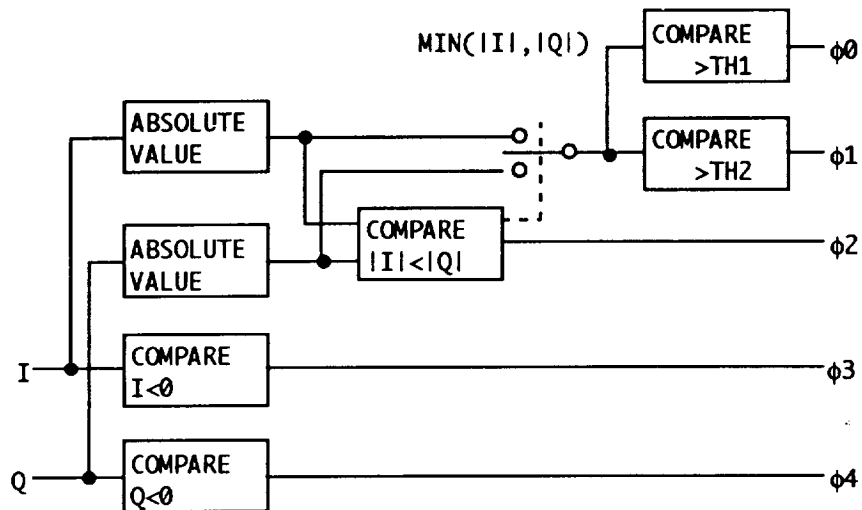 MIN(|I|,|Q|)
COMPARE
>TH1
ϕ0
ABSOLUTE
VALUE
COMPARE
>TH2
ϕ1
ABSOLUTE
VALUE
COMPARE
|I|<|Q|
ϕ2
I
COMPARE
I<0
ϕ3
Q
COMPARE
Q<0
ϕ4